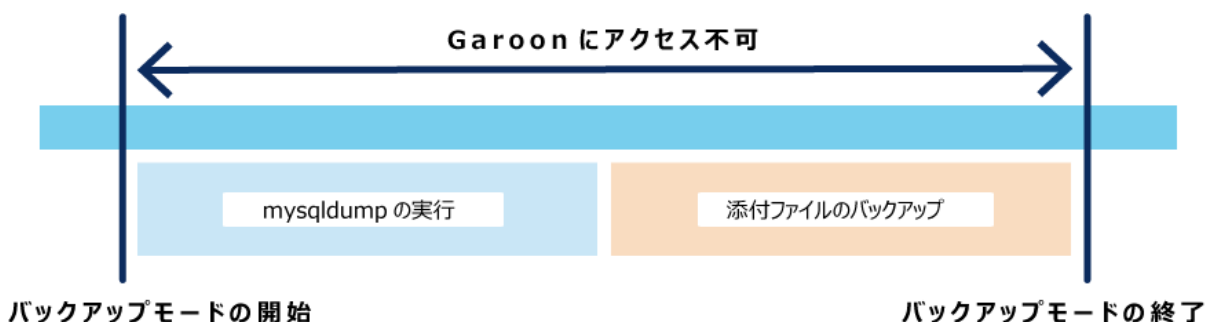 Garoon にアクセス不可
mysqldump の実行
添付ファイルのバックアップ
バックアップモードの開始
バックアップモードの終了